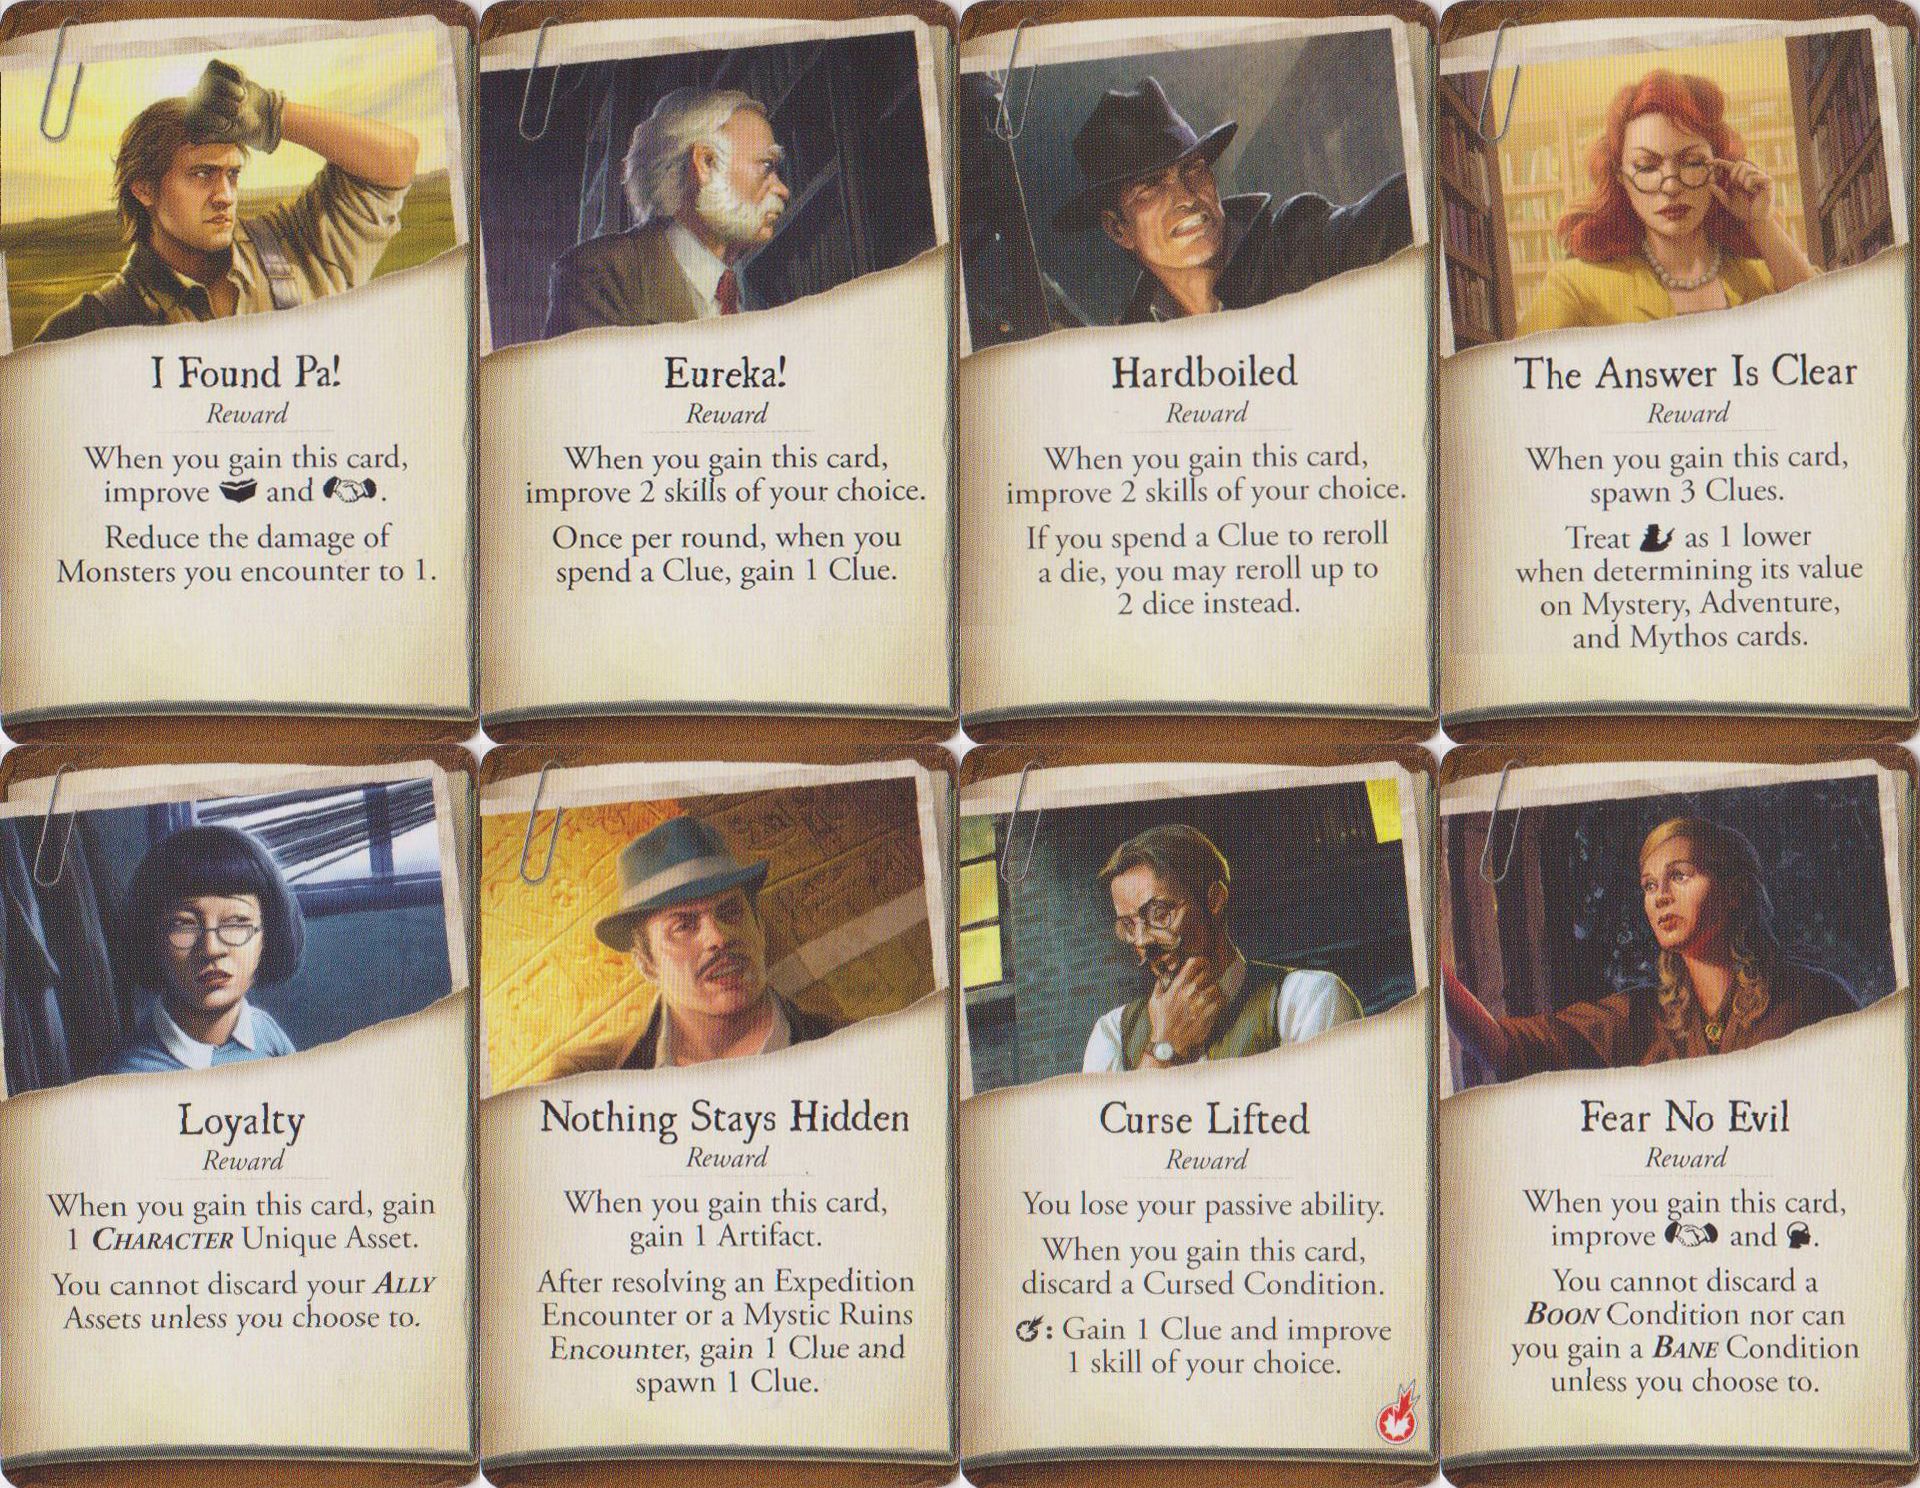 I Found Pa!
Reward
When you gain this card,
improve and .
Reduce the damage of
Monsters you encounter to 1.
Eureka!
Reward
When you gain this card,
improve 2 skills of your choice.
Once per round, when you
spend a Clue, gain 1 Clue.
Hardboiled
Reward
When you gain this card,
improve 2 skills of your choice.
If you spend a Clue to reroll
a die, you may reroll up to
2 dice instead.
The Answer Is Clear
Reward
When you gain this card,
spawn 3 Clues.
Treat as 1 lower
when determining its value
on Mystery, Adventure,
and Mythos cards.
Loyalty
Reward
When you gain this card, gain
1 CHARACTER Unique Asset.
You cannot discard your ALLY
Assets unless you choose to.
Nothing Stays Hidden
Reward
When you gain this card,
gain 1 Artifact.
After resolving an Expedition
Encounter or a Mystic Ruins
Encounter, gain 1 Clue and
spawn 1 Clue.
Curse Lifted
Reward
You lose your passive ability.
When you gain this card,
discard a Cursed Condition.
: Gain 1 Clue and improve
1 skill of your choice.
Fear No Evil
Reward
When you gain this card,
improve and .
You cannot discard a
BOON Condition nor can
you gain a BANE Condition
unless you choose to.